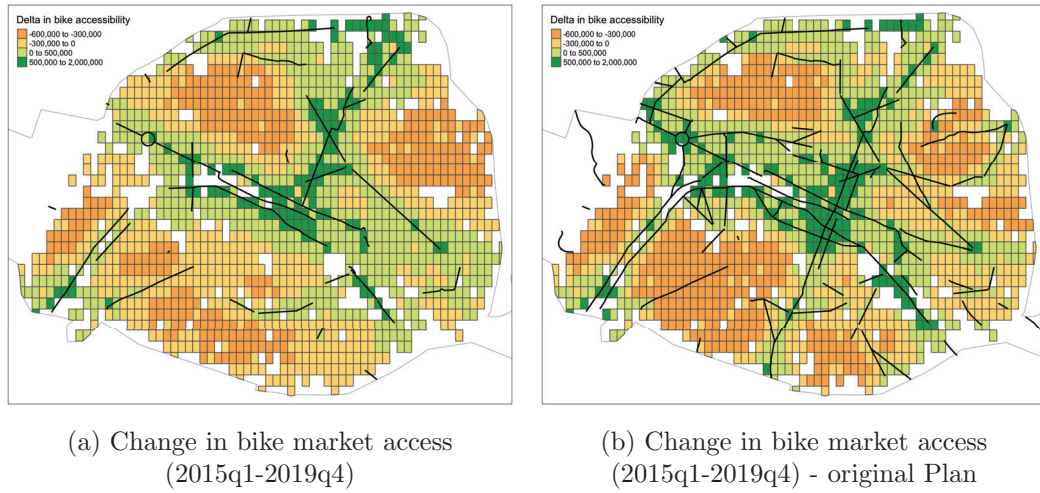 Delta in bike accessibility
-600,000 to -300,000
-300,000 to 0
0 to 500,000
500,000 to 2,000,000
Delta in bike accessibility
-600,000 to -300,000
-300,000 to 0
0 to 500,000
500,000 to 2,000,000
(a) Change in bike market access
(2015q1-2019q4)
(b) Change in bike market access
(2015q1-2019q4) - original Plan